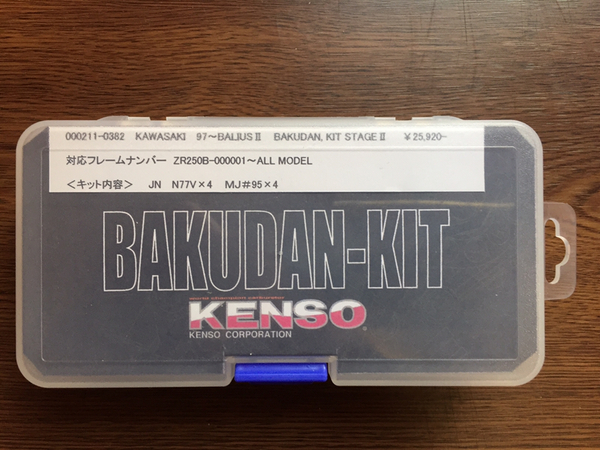 000211-0382 KAWASAKI 97～BALIUSⅡ BAKUDAN, KIT STAGEⅡ ￥25,920-
対応フレームナンバー ZR250B-000001～ALL MODEL
＜キット内容＞ JN N77V×4 MJ#95×4
BAKUDAN-KIT
KENSO®
KENSO CORPORATION